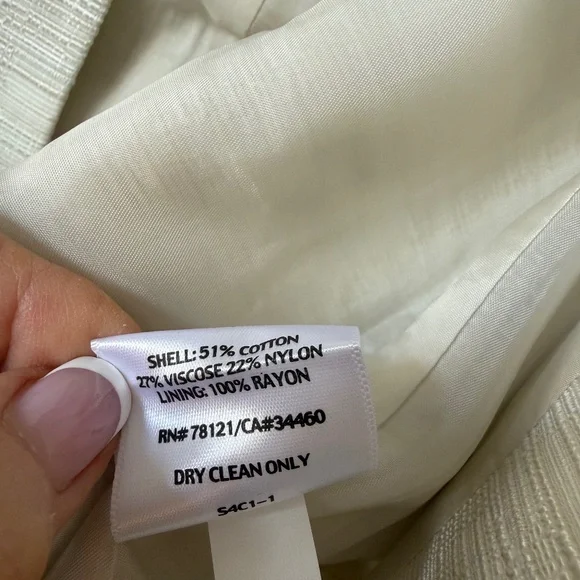 SHELL: 51% COTTON
27% VISCOSE 22% NYLON
LINING: 100% RAYON
RN# 78121/CA#34460
DRY CLEAN ONLY
S4C1-1